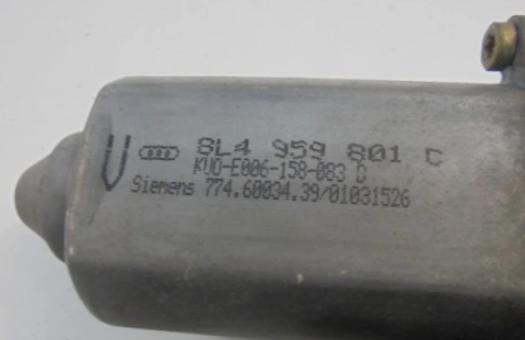 8L4 959 801 C
KUO-E006-158-083 C
Siemens 774.60034.39/01031526